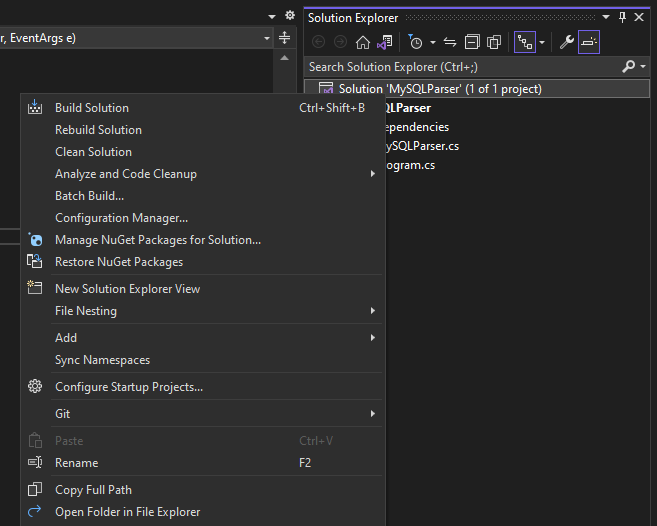 Solution Explorer
r, EventArgs e)
Search Solution Explorer (Ctrl+;)
Solution 'MySQLParser' (1 of 1 project)
QLParser
ependencies
ySQLParser.cs
ogram.cs
Build Solution Ctrl+Shift+B
Rebuild Solution
Clean Solution
Analyze and Code Cleanup
Batch Build...
Configuration Manager...
Manage NuGet Packages for Solution...
Restore NuGet Packages
New Solution Explorer View
File Nesting
Add
Sync Namespaces
Configure Startup Projects...
Git
Paste Ctrl+V
Rename F2
Copy Full Path
Open Folder in File Explorer